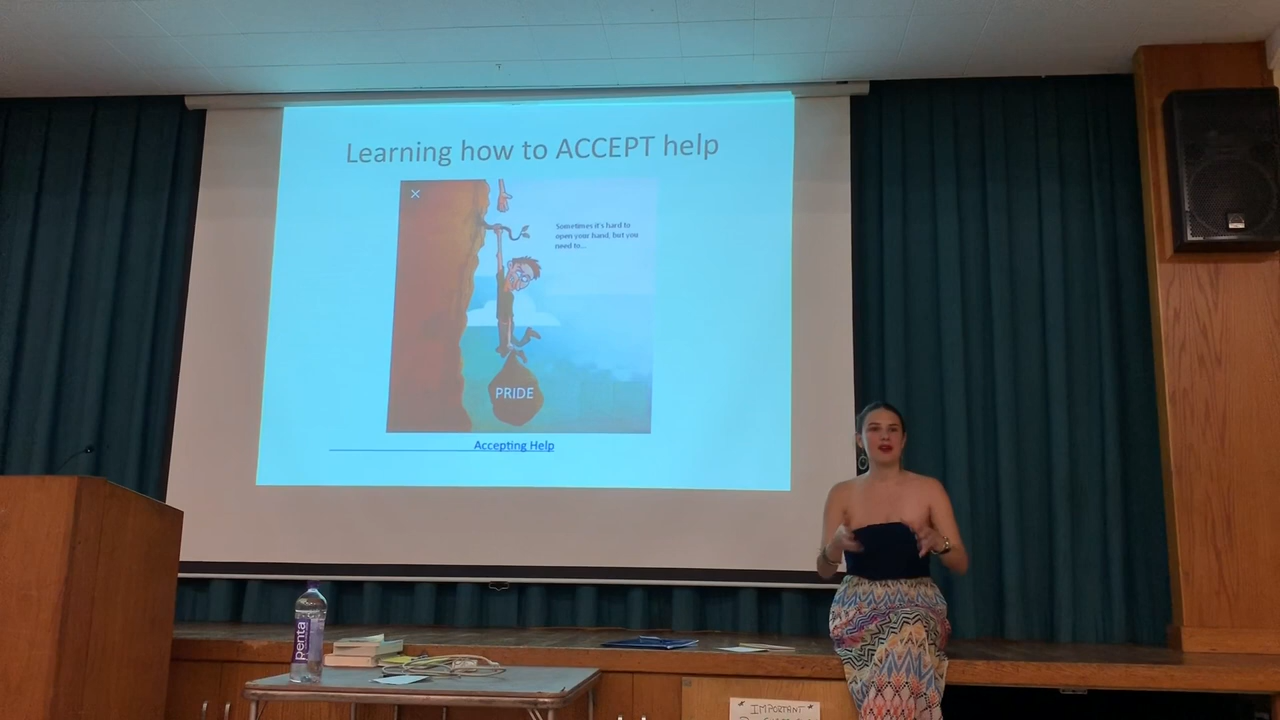 Learning how to ACCEPT help
Sometimes it's hard to
open your hand, but you
need to...
PRIDE
Accepting Help
penta
IMPORTANT